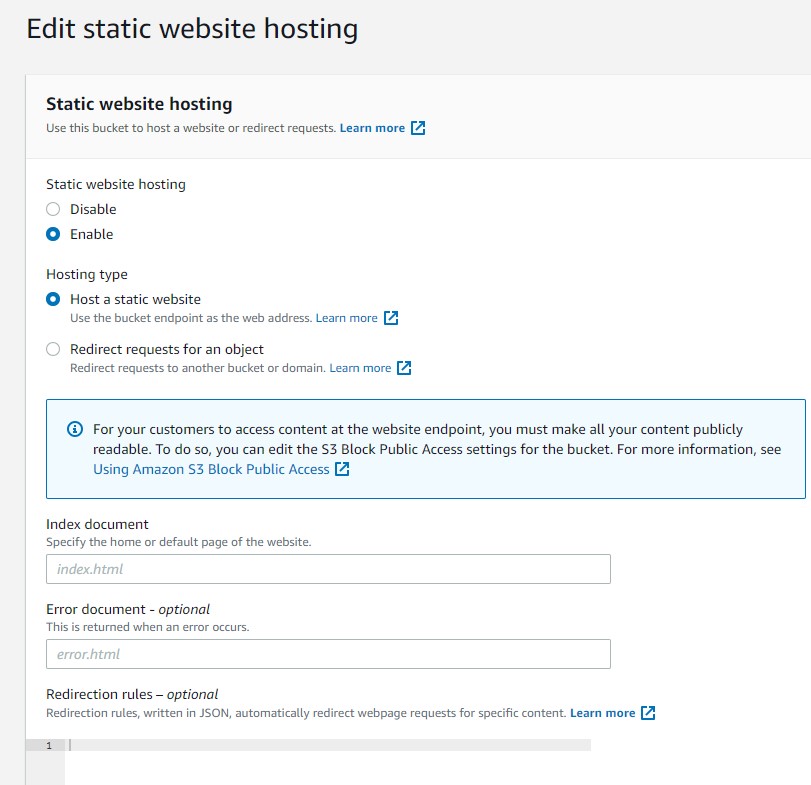 Edit static website hosting
Static website hosting
Use this bucket to host a website or redirect requests. Learn more
Static website hosting
Disable
Enable
Hosting type
Host a static website
Use the bucket endpoint as the web address. Learn more
Redirect requests for an object
Redirect requests to another bucket or domain. Learn more
For your customers to access content at the website endpoint, you must make all your content publicly
readable. To do so, you can edit the S3 Block Public Access settings for the bucket. For more information, see
Using Amazon S3 Block Public Access
Index document
Specify the home or default page of the website.
index.html
Error document - optional
This is returned when an error occurs.
error.html
Redirection rules – optional
Redirection rules, written in JSON, automatically redirect webpage requests for specific content. Learn more
1